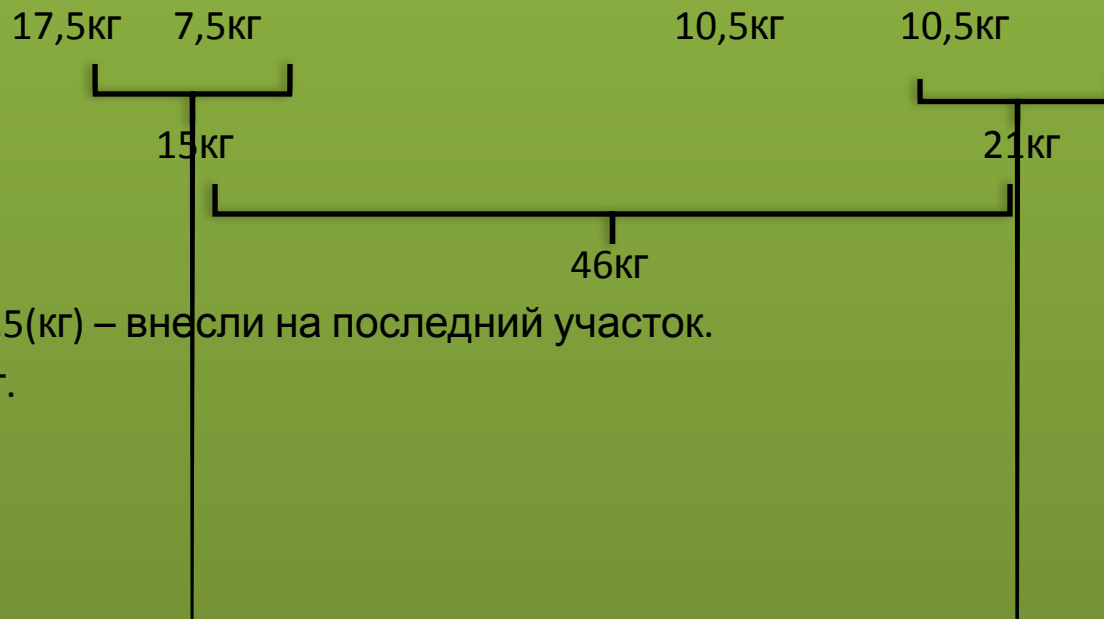 17,5кг 7,5кг 10,5кг 10,5кг
15кг 21кг
46кг
5(кг) – внесли на последний участок.
г.